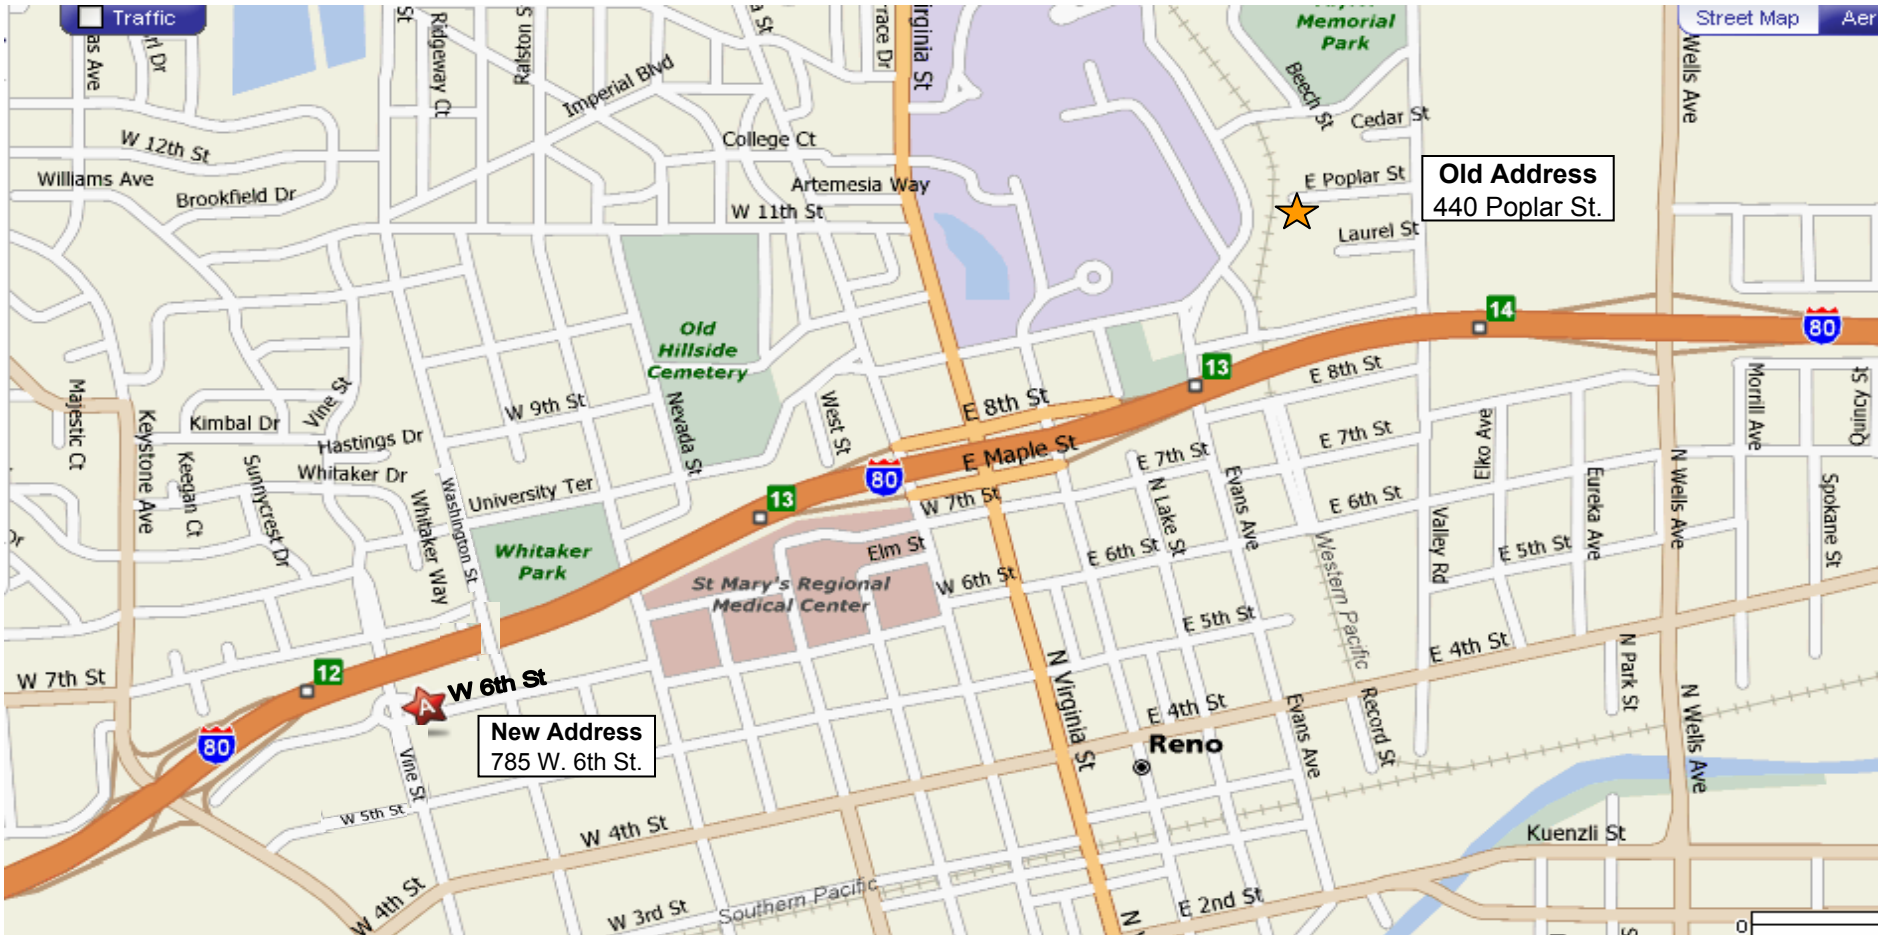 Traffic
Street Map
Aer
Ridgeway Ct
Ralston S
Imperial Blvd
Virginia St
Memorial
Park
Beech St
Cedar St
N Wells Ave
W 12th St
College Ct
Williams Ave
Brookfield Dr
Artemesia Way
W 11th St
E Poplar St
Old Address
440 Poplar St.
Laurel St
14
80
Old
Hillside
Cemetery
13
E 8th St
Majestic Ct
Keystone Ave
Kimbal Dr
Vine St
W 9th St
Nevada St
West St
E 8th St
Morrill Ave
Quincy St
Hastings Dr
Whitaker Dr
E Maple St
E 7th St
E 7th St
Elko Ave
Keegan Ct
Sunnycrest Dr
Whitaker Way
Washington St
University Ter
13
80
W 7th St
N Lake St
Evans Ave
E 6th St
Valley Rd
Eureka Ave
N Wells Ave
Spokane St
Dr
Whitaker
Park
Elm St
E 6th St
E 5th St
St Mary's Regional
Medical Center
W 6th St
Western Pacific
E 5th St
E 4th St
N Park St
W 7th St
12
A
W 6th St
N Virginia St
New Address
785 W. 6th St.
80
Vine St
E 4th St
Reno
Evans Ave
Record St
N Wells Ave
W 5th St
W 4th St
Kuenzli St
W 4th St
W 3rd St
Southern Pacific
E 2nd St
N
0